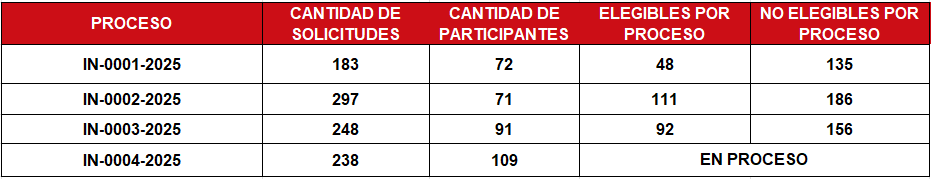 PROCESO CANTIDAD DE SOLICITUDES CANTIDAD DE PARTICIPANTES ELEGIBLES POR PROCESO NO ELEGIBLES POR PROCESO
IN-0001-2025 183 72 48 135
IN-0002-2025 297 71 111 186
IN-0003-2025 248 91 92 156
IN-0004-2025 238 109 EN PROCESO